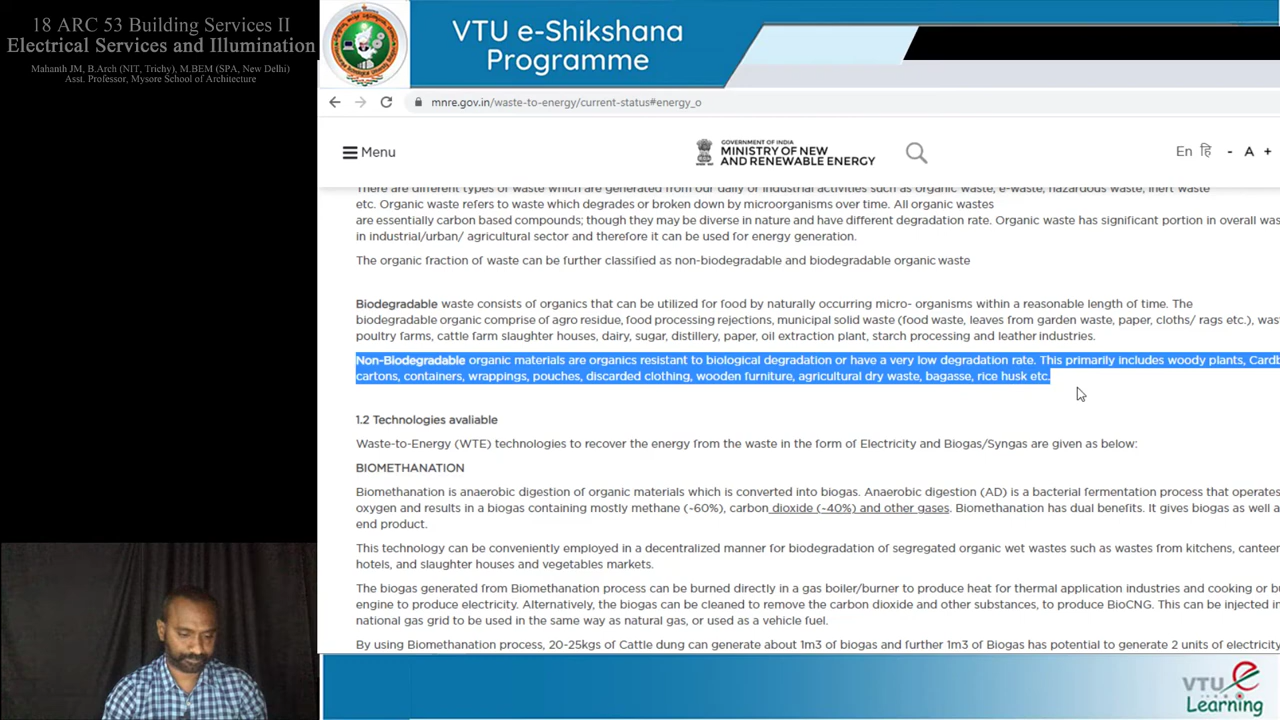 18 ARC 53 Building Services II
Electrical Services and Illumination
Mahanth JM, B.Arch (NIT, Trichy), M.BEM (SPA, New Delhi)
Asst. Professor, Mysore School of Architecture
VTU e-Shikshana
Programme
mnre.gov.in/waste-to-energy/current-status#energy_o
Menu
GOVERNMENT OF INDIA
MINISTRY OF NEW
AND RENEWABLE ENERGY
En हि - A +
There are different types of waste which are generated from our daily or industrial activities such as organic waste, e-waste, hazardous waste, inert waste
etc. Organic waste refers to waste which degrades or broken down by microorganisms over time. All organic wastes
are essentially carbon based compounds; though they may be diverse in nature and have different degradation rate. Organic waste has significant portion in overall was
in industrial/urban/ agricultural sector and therefore it can be used for energy generation.
The organic fraction of waste can be further classified as non-biodegradable and biodegradable organic waste
Biodegradable waste consists of organics that can be utilized for food by naturally occurring micro- organisms within a reasonable length of time. The
biodegradable organic comprise of agro residue, food processing rejections, municipal solid waste (food waste, leaves from garden waste, paper, cloths/ rags etc.), wast
poultry farms, cattle farm slaughter houses, dairy, sugar, distillery, paper, oil extraction plant, starch processing and leather industries.
Non-Biodegradable organic materials are organics resistant to biological degradation or have a very low degradation rate. This primarily includes woody plants, Cardb
cartons, containers, wrappings, pouches, discarded clothing, wooden furniture, agricultural dry waste, bagasse, rice husk etc.
1.2 Technologies avaliable
Waste-to-Energy (WTE) technologies to recover the energy from the waste in the form of Electricity and Biogas/Syngas are given as below:
BIOMETHANATION
Biomethanation is anaerobic digestion of organic materials which is converted into biogas. Anaerobic digestion (AD) is a bacterial fermentation process that operates
oxygen and results in a biogas containing mostly methane (~60%), carbon dioxide (~40%) and other gases. Biomethanation has dual benefits. It gives biogas as well a
end product.
This technology can be conveniently employed in a decentralized manner for biodegradation of segregated organic wet wastes such as wastes from kitchens, canteen
hotels, and slaughter houses and vegetables markets.
The biogas generated from Biomethanation process can be burned directly in a gas boiler/burner to produce heat for thermal application industries and cooking or bu
engine to produce electricity. Alternatively, the biogas can be cleaned to remove the carbon dioxide and other substances, to produce BioCNG. This can be injected in
national gas grid to be used in the same way as natural gas, or used as a vehicle fuel.
By using Biomethanation process, 20-25kgs of Cattle dung can generate about 1m3 of biogas and further 1m3 of Biogas has potential to generate 2 units of electricity
VTU e
Learning